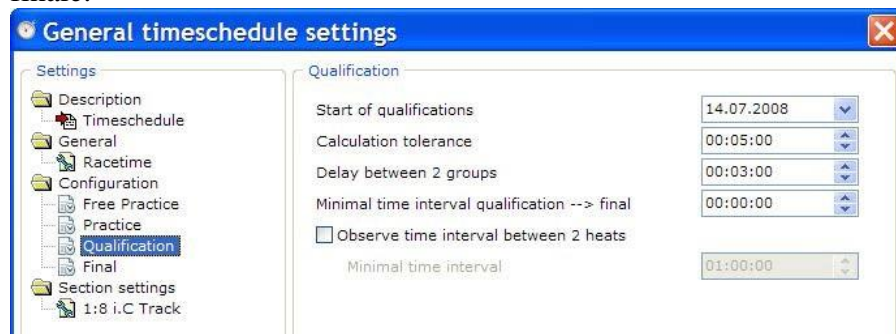 General timeschedule settings
Settings
Description
Timeschedule
General
Racetime
Configuration
Free Practice
Practice
Qualification
Final
Section settings
1:8 i.C Track
Qualification
Start of qualifications 14.07.2008
Calculation tolerance 00:05:00
Delay between 2 groups 00:03:00
Minimal time interval qualification --> final 00:00:00
Observe time interval between 2 heats
Minimal time interval 01:00:00